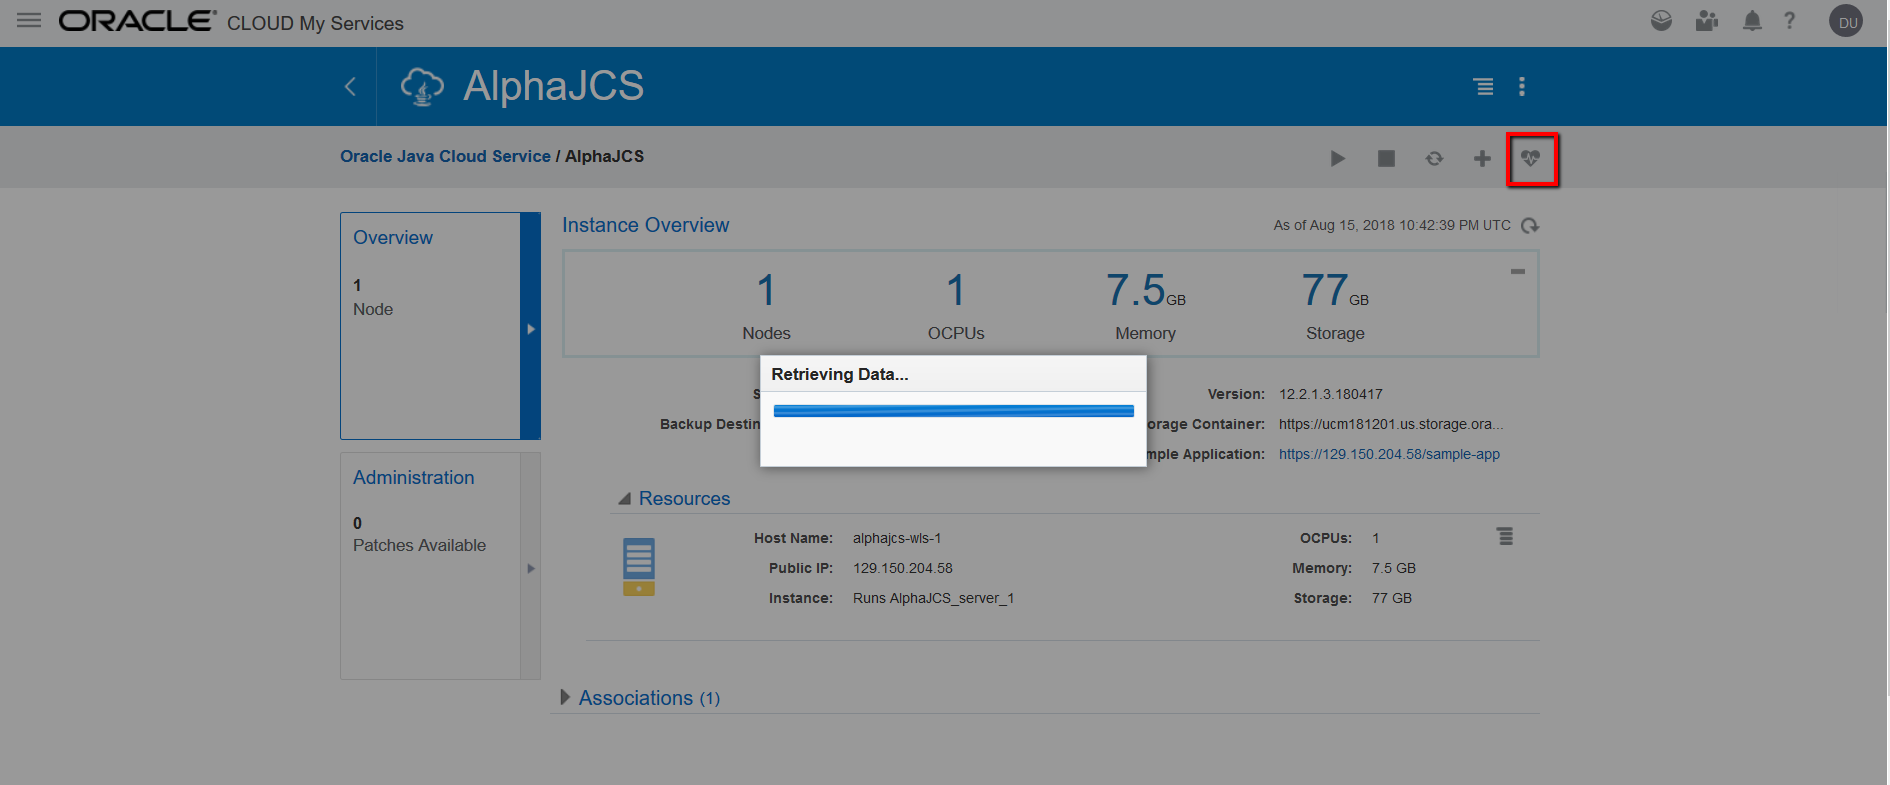 ORACLE CLOUD My Services
DU
AlphaJCS
Oracle Java Cloud Service / AlphaJCS
Overview
1
Node
Administration
0
Patches Available
Instance Overview
As of Aug 15, 2018 10:42:39 PM UTC
1
Nodes
1
OCPUs
7.5 GB
Memory
77 GB
Storage
Retrieving Data...
Version: 12.2.1.3.180417
Backup Destin
orage Container: https://ucm181201.us.storage.ora...
mple Application: https://129.150.204.58/sample-app
Resources
Host Name: alphajcs-wls-1
OCPUs: 1
Public IP: 129.150.204.58
Memory: 7.5 GB
Instance: Runs AlphaJCS_server_1
Storage: 77 GB
Associations (1)